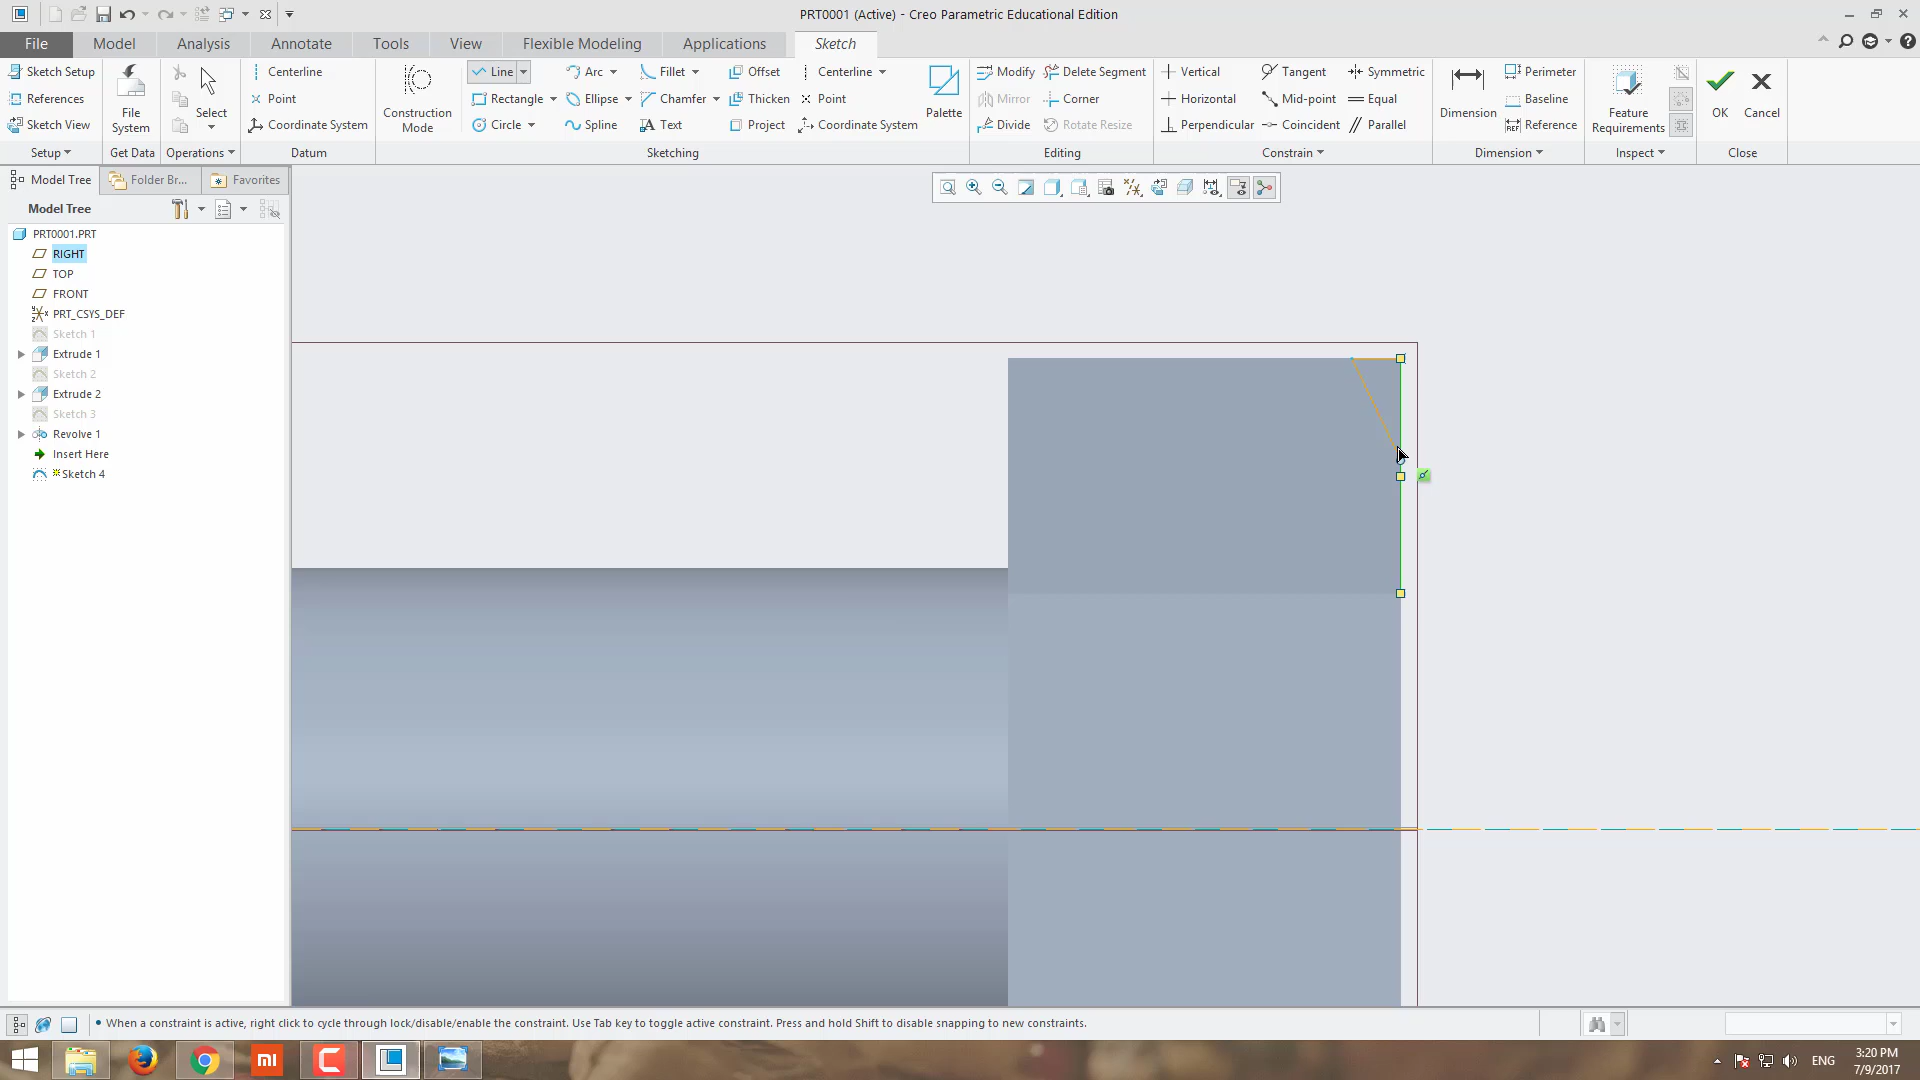 PRT0001 (Active) - Creo Parametric Educational Edition
File Model Analysis Annotate Tools View Flexible Modeling Applications Sketch
Sketch Setup
References
Sketch View
Setup
File System
Get Data
Select
Operations
Centerline
Point
Coordinate System
Datum
Construction Mode
Line Arc Fillet Offset Centerline
Rectangle Ellipse Chamfer Thicken Point
Circle Spline Text Project Coordinate System
Palette
Sketching
Modify Delete Segment
Mirror Corner
Divide Rotate Resize
Editing
Vertical Tangent Symmetric
Horizontal Mid-point Equal
Perpendicular Coincident Parallel
Constrain
Dimension
Perimeter
Baseline
Reference
Dimension
Feature Requirements
Inspect
OK Cancel
Close
Model Tree Folder Br... Favorites
Model Tree
PRT0001.PRT
RIGHT
TOP
FRONT
PRT_CSYS_DEF
Sketch 1
Extrude 1
Sketch 2
Extrude 2
Sketch 3
Revolve 1
Insert Here
Sketch 4
• When a constraint is active, right click to cycle through lock/disable/enable the constraint. Use Tab key to toggle active constraint. Press and hold Shift to disable snapping to new constraints.
ENG
3:20 PM
7/9/2017